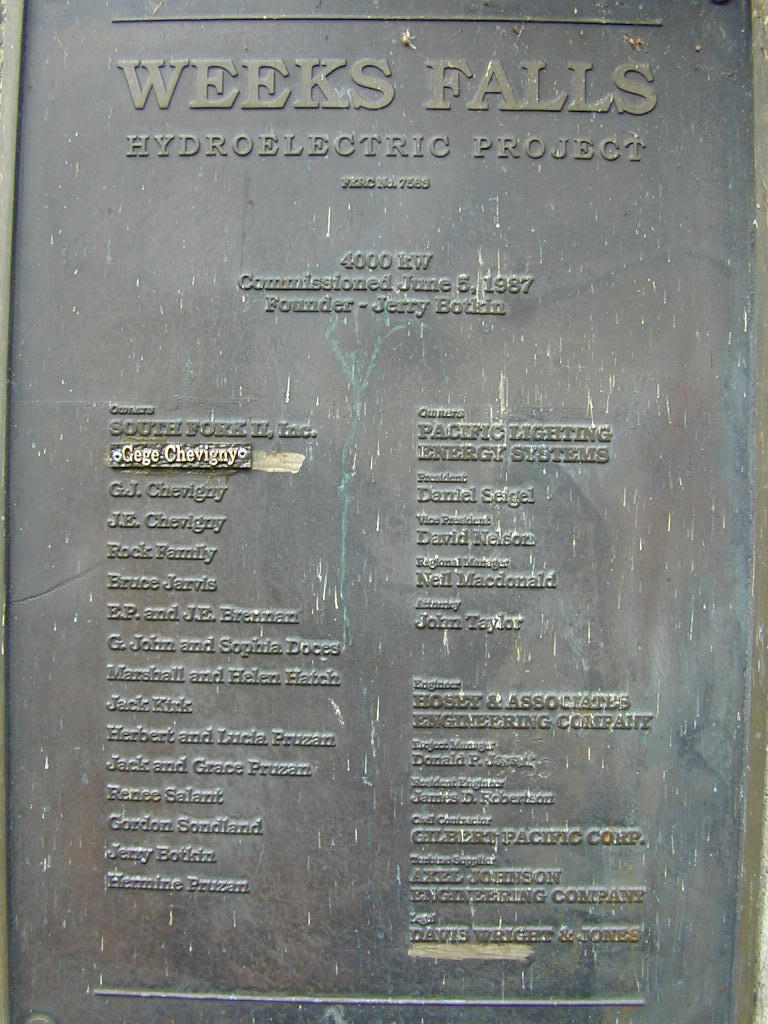 WEEKS FALLS
HYDROELECTRIC PROJECT
FERC No. 7563
4000 kW
Commissioned June 5, 1987
Founder - Jerry Botkin
Owners
SOUTH FORK II, Inc.
Gege Chevigny
G.J. Chevigny
J.E. Chevigny
Rock Family
Bruce Jarvis
E.P. and J.E. Brennan
G. John and Sophia Doces
Marshall and Helen Hatch
Jack Kirk
Herbert and Lucia Pruzan
Jack and Grace Pruzan
Renee Salant
Gordon Sondland
Jerry Botkin
Hermine Pruzan
Owners
PACIFIC LIGHTING
ENERGY SYSTEMS
President
Daniel Seigel
Vice President
David Nelson
Regional Manager
Neil Macdonald
Attorney
John Taylor
Engineers
HOSEY & ASSOCIATES
ENGINEERING COMPANY
Project Manager
Donald P.
Resident Engineer
James D. Robertson
Civil Contractor
GILBERT PACIFIC CORP.
Turbine Supplier
AXEL JOHNSON
ENGINEERING COMPANY
Legal
DAVIS WRIGHT & JONES